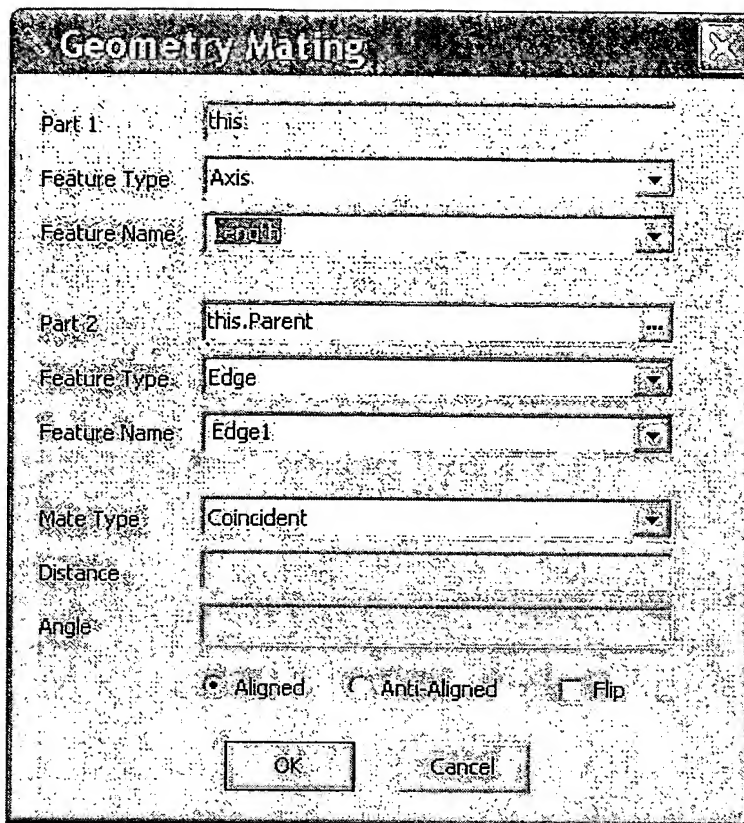 Geometry Mating
Part 1 this
Feature Type Axis
Feature Name Length
Part 2 this.Parent ...
Feature Type Edge
Feature Name Edge1
Mate Type Coincident
Distance
Angle
Aligned Anti-Aligned Flip
OK Cancel